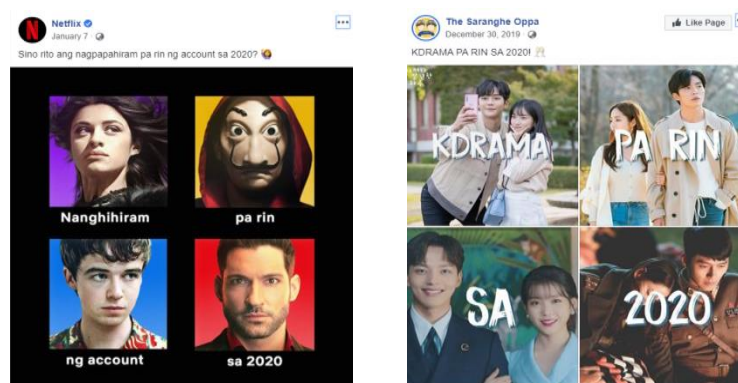 Netflix
January 7 ·
Sino rito ang nagpapahiram pa rin ng account sa 2020?
Nanghihiram
pa rin
ng account
sa 2020
The Saranghe Oppa
December 30, 2019 ·
Like Page
KDRAMA PA RIN SA 2020!
KDRAMA
PA RIN
SA
2020